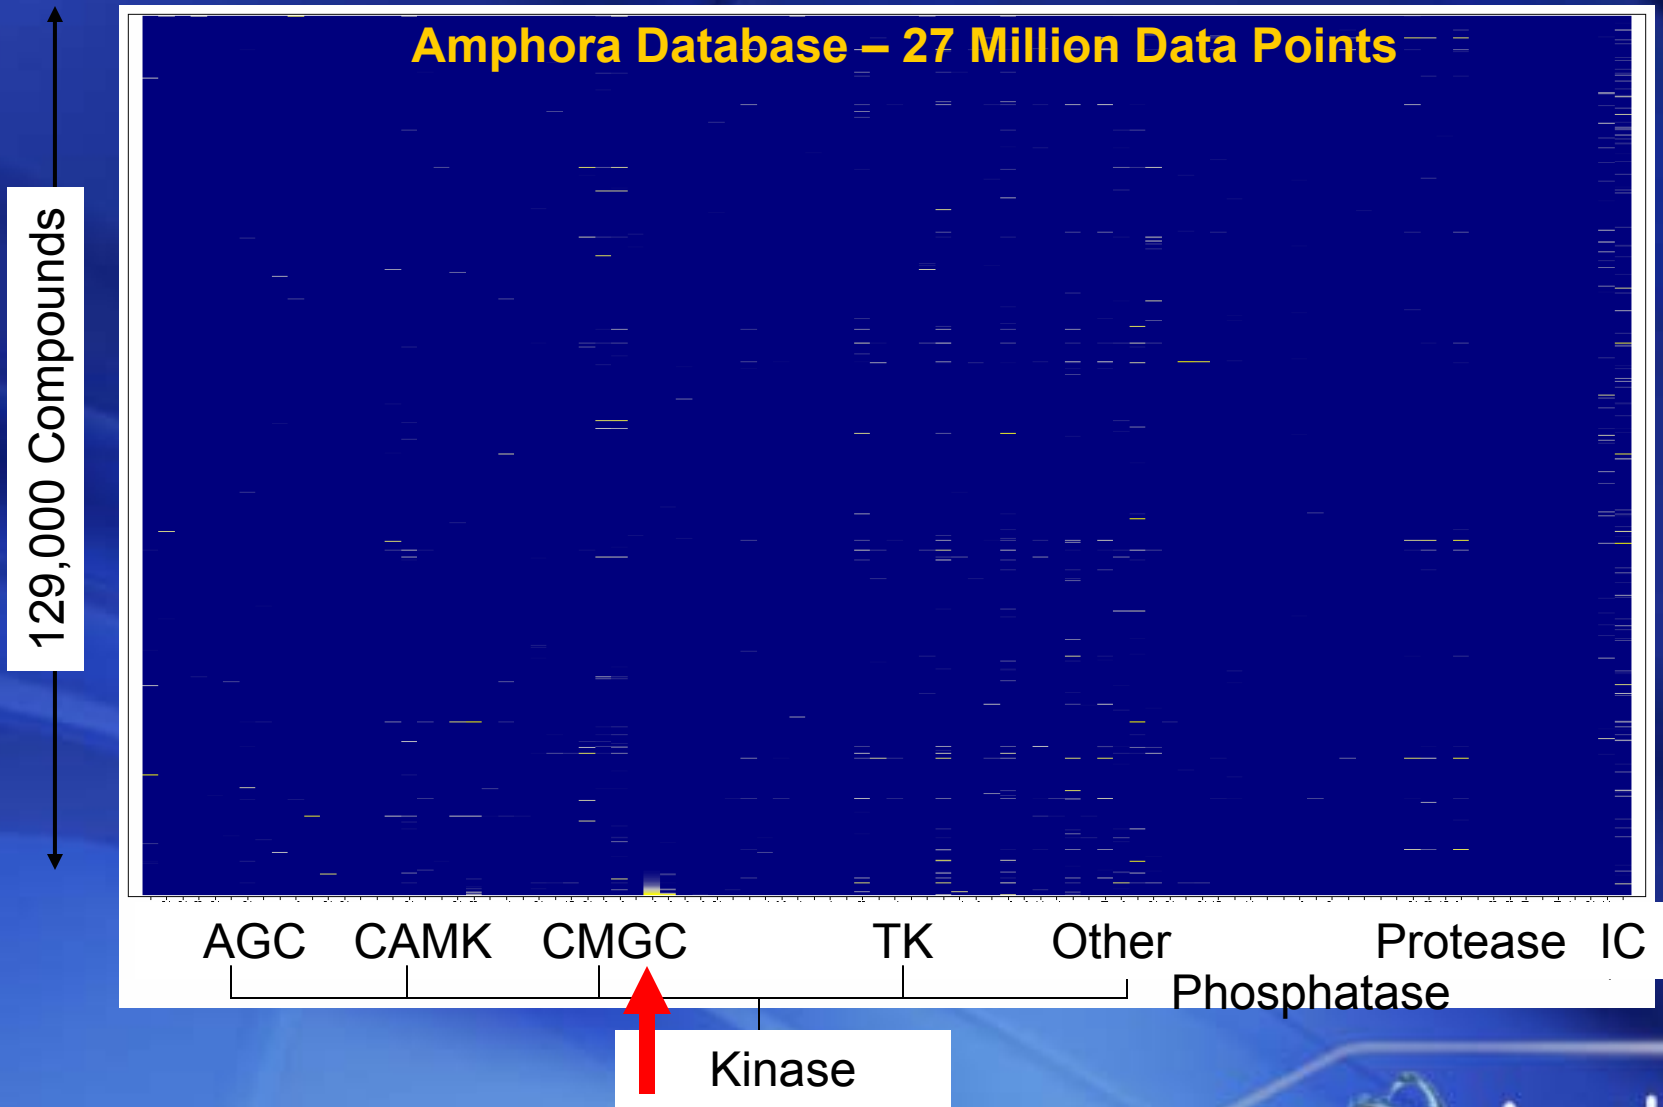 Amphora Database – 27 Million Data Points
129,000 Compounds
AGC CAMK CMGC TK Other Protease IC
Phosphatase
Kinase